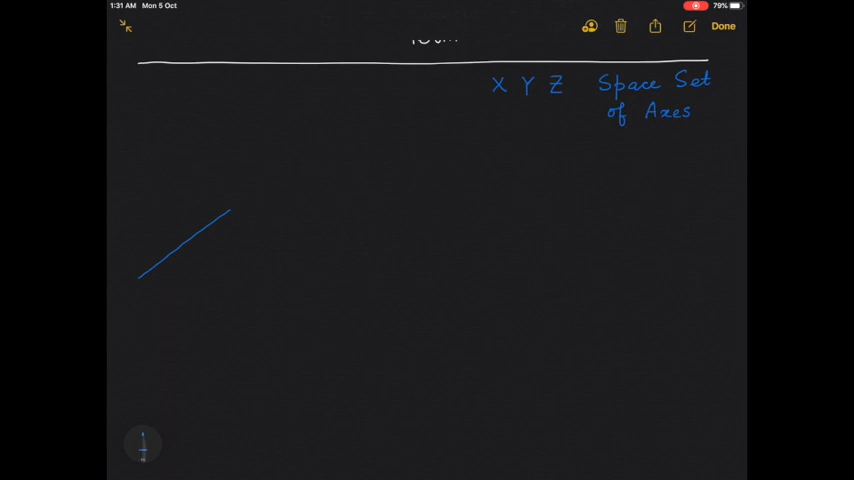 1:31 AM Mon 5 Oct
79%
Done
X Y Z Space Set
of Axes